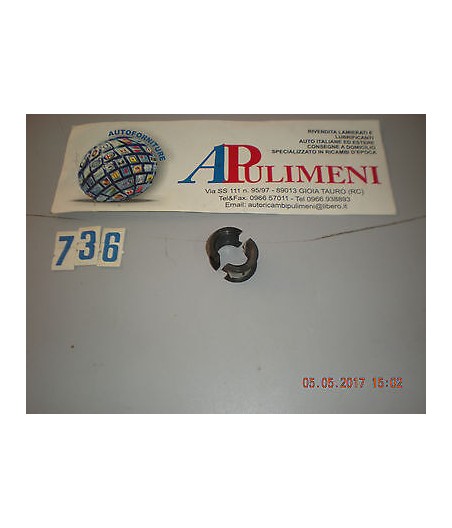 AUTOFORNITURE
RIVENDITA LAMIERATI E
LUBRIFICANTI
AUTO ITALIANE ED ESTERE
CONSEGNE A DOMICILIO
SPECIALIZZATO IN RICAMBI D'EPOCA
APULIMENI
Via SS 111 n. 95/97 - 89013 GIOIA TAURO (RC)
Tel&Fax. 0966 57011 - Tel 0966.938893
Email: autoricambipulimeni@libero.it
736
05.05.2017 15:02